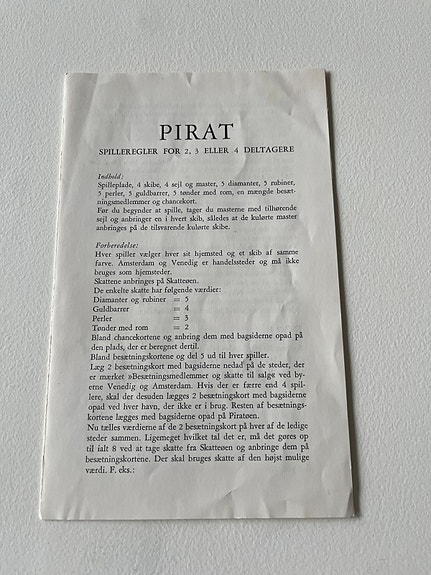 PIRAT
SPILLEREGLER FOR 2, 3 ELLER 4 DELTAGERE
Indhold:
Spilleplade, 4 skibe, 4 sejl og master, 5 diamanter, 5 rubiner,
5 perler, 5 guldbarrer, 5 tønder med rom, en mængde besæt-
ningsmedlemmer og chancekort.
Før du begynder at spille, tager du masterne med tilhørende
sejl og anbringer en i hvert skib, således at de kulørte master
anbringes på de tilsvarende kulørte skibe.
Forberedelse:
Hver spiller vælger hver sit hjemsted og et skib af samme
farve. Amsterdam og Venedig er handelssteder og må ikke
bruges som hjemsteder.
Skattene anbringes på Skatteøen.
De enkelte skatte har følgende værdier:
Diamanter og rubiner = 5
Guldbarrer = 4
Perler = 3
Tønder med rom = 2
Bland chancekortene og anbring dem med bagsiderne opad på
den plads, der er beregnet dertil.
Bland besætningskortene og del 5 ud til hver spiller.
Læg 2 besætningskort med bagsiderne nedad på de steder, der
er mærket »Besætningsmedlemmer og skatte til salg« ved by-
erne Venedig og Amsterdam. Hvis der er færre end 4 spil-
lere, skal der desuden lægges 2 besætningskort med bagsiderne
opad ved hver havn, der ikke er i brug. Resten af besætnings-
kortene lægges med bagsiderne opad på Piratøen.
Nu tælles værdierne af de 2 besætningskort på hver af de ledige
steder sammen. Ligemeget hvilket tal det er, må det gøres op
til ialt 8 ved at tage skatte fra Skatteøen og anbringe dem på
besætningskortene. Der skal bruges skatte af den højst mulige
værdi. F. eks.: